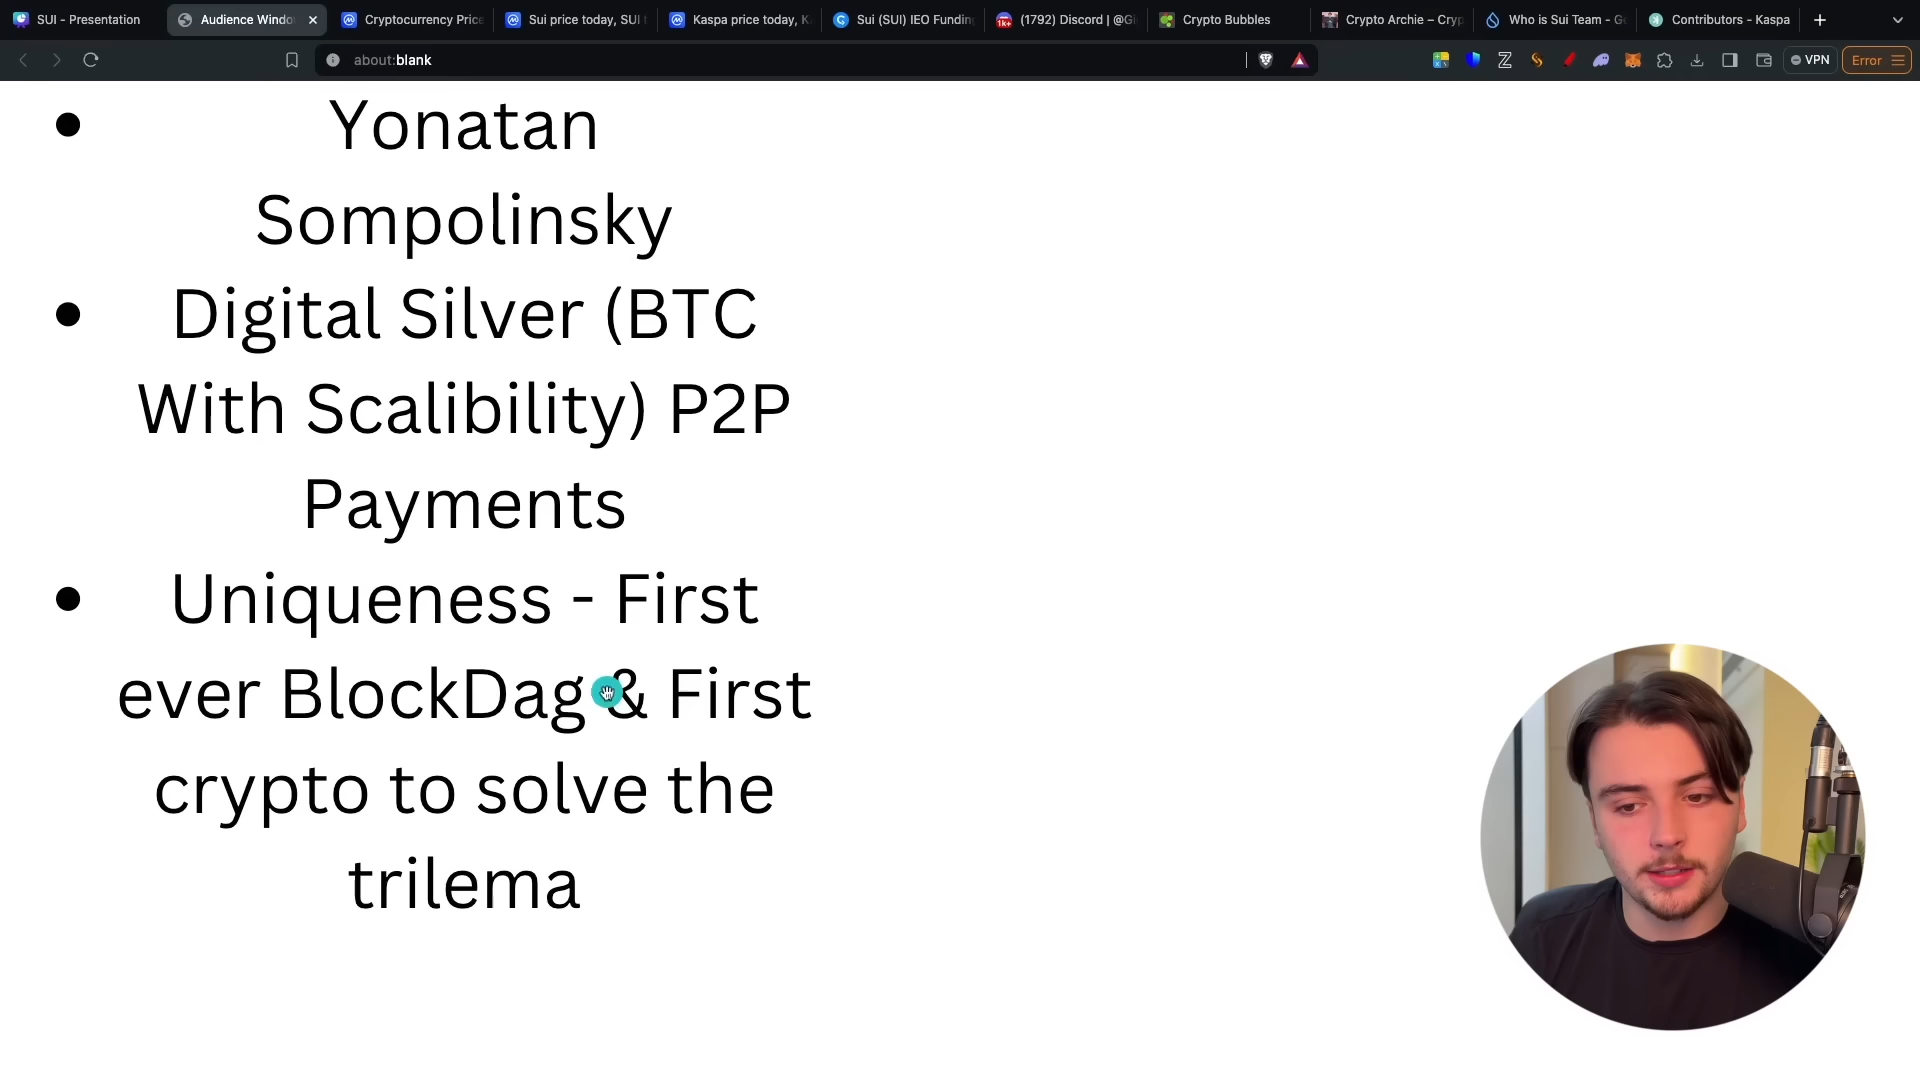 SUI - Presentation
Audience Windo
Cryptocurrency Price
Sui price today, SUI t
Kaspa price today, K
Sui (SUI) IEO Fundin
(1792) Discord | @Gl
Crypto Bubbles
Crypto Archie – Cryp
Who is Sui Team - Ge
Contributors - Kaspa
about:blank
VPN
Error
• Yonatan
Sompolinsky
• Digital Silver (BTC
With Scalibility) P2P
Payments
• Uniqueness - First
ever BlockDag & First
crypto to solve the
trilema